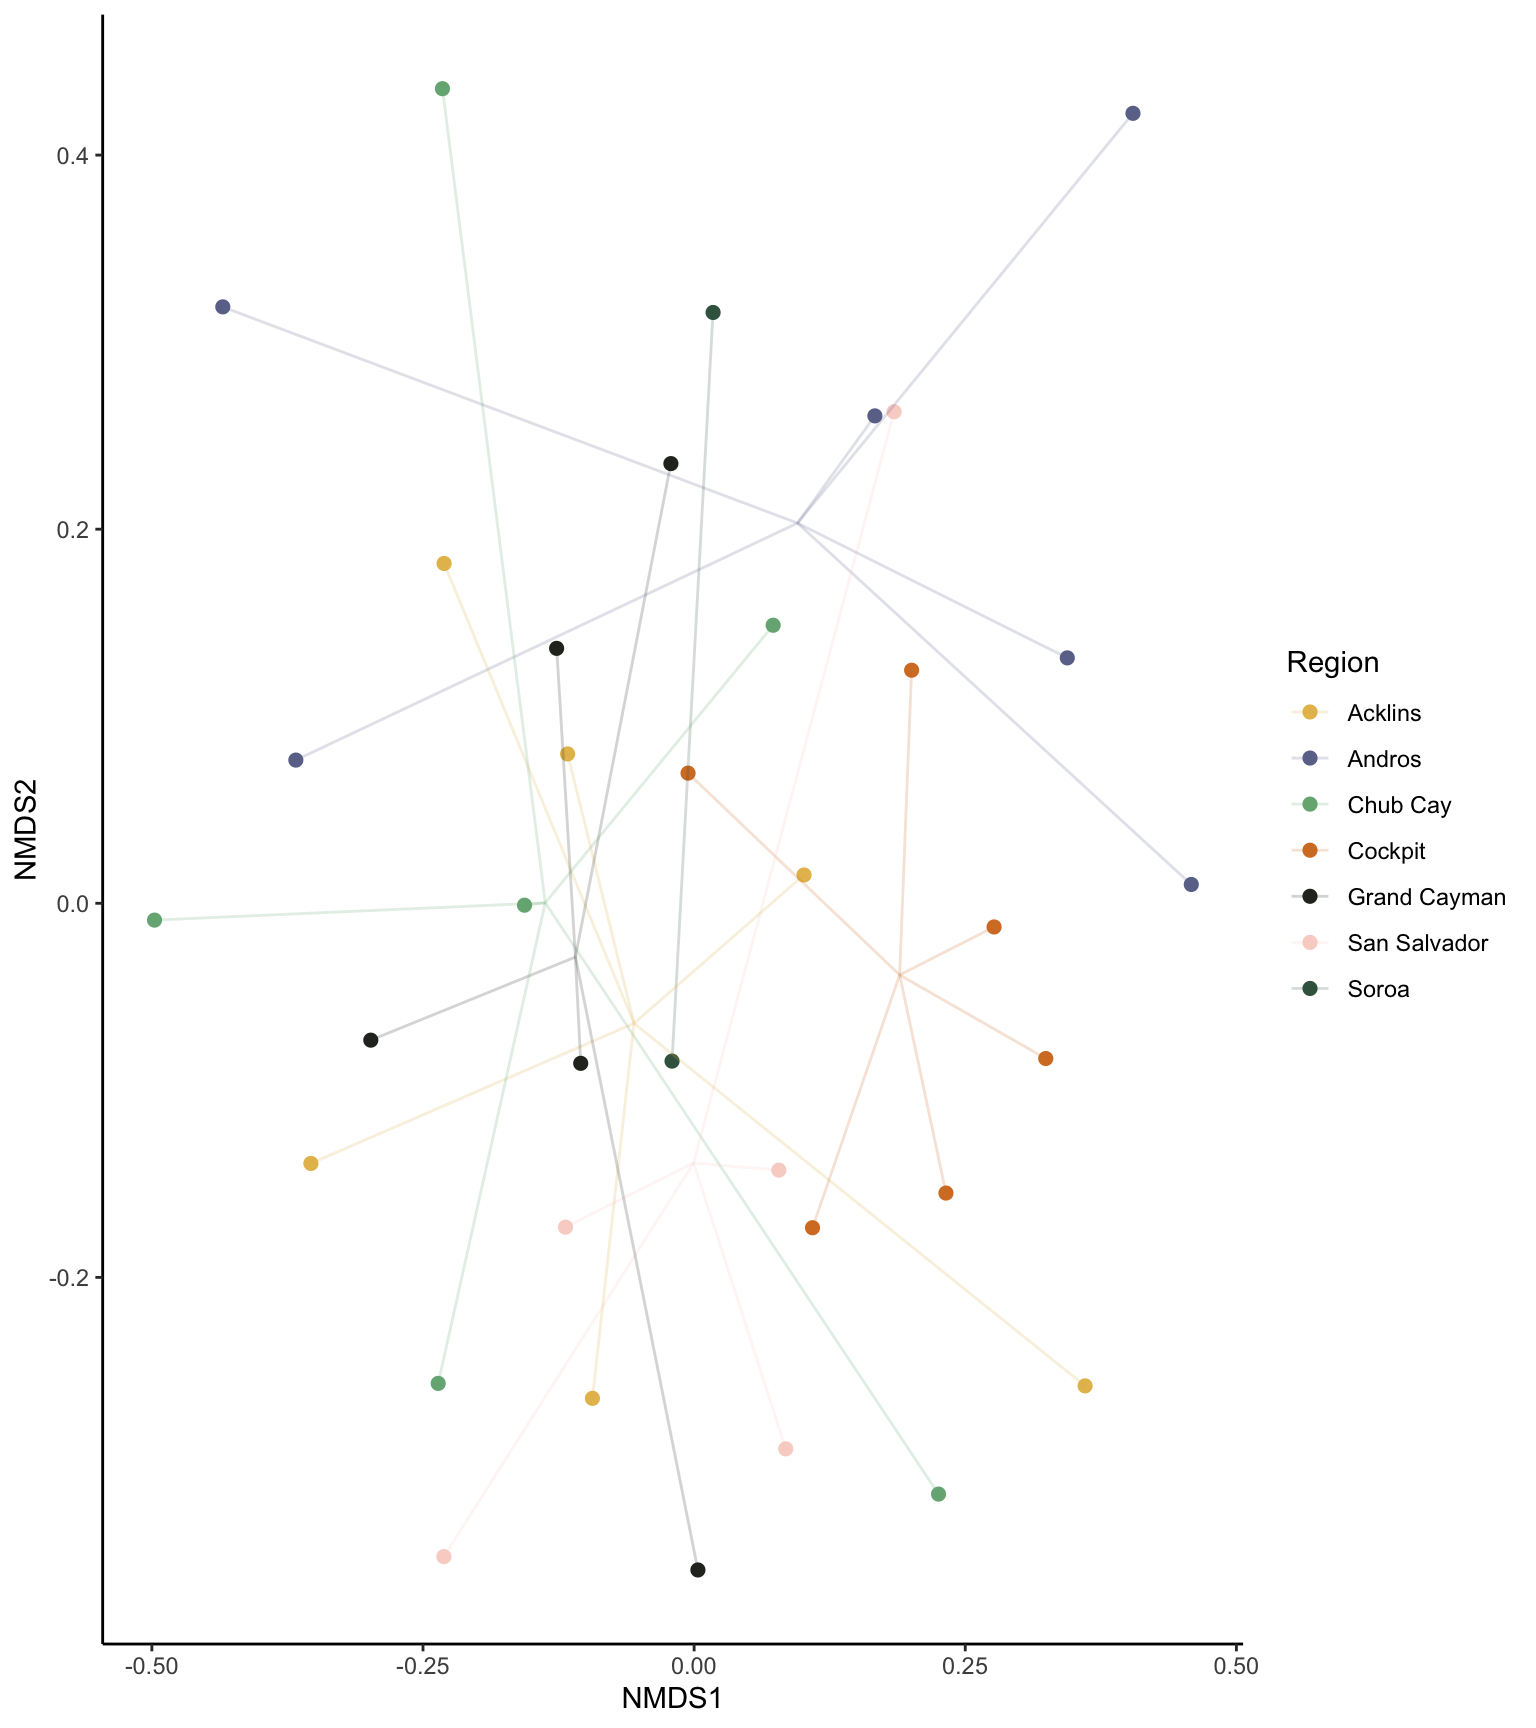 0.4
0.2
0.0
-0.2
NMDS2
-0.50
-0.25
0.00
0.25
0.50
NMDS1
Region
Acklins
Andros
Chub Cay
Cockpit
Grand Cayman
San Salvador
Soroa